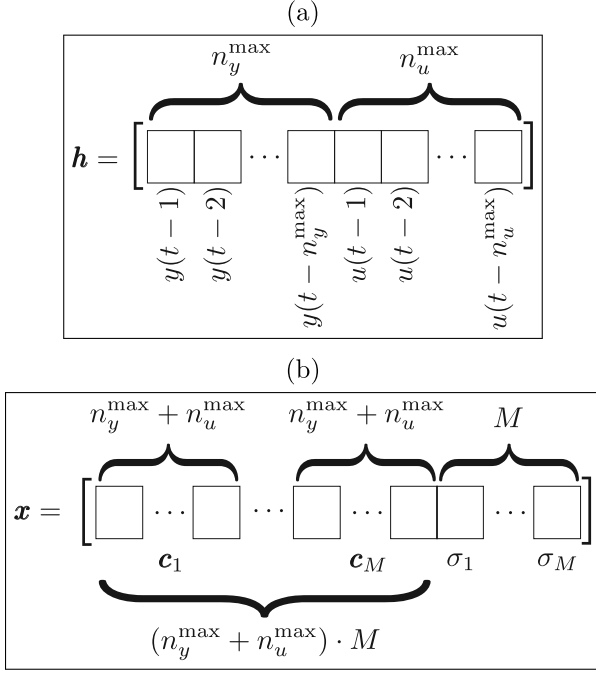 (a)
n_y^max n_u^max
h = [ ··· ··· ]
y(t − 1) y(t − 2) y(t − n_y^max) u(t − 1) u(t − 2) u(t − n_u^max)
(b)
n_y^max + n_u^max n_y^max + n_u^max M
x = [ ··· ··· ··· ··· ]
c_1 c_M σ_1 σ_M
(n_y^max + n_u^max) · M